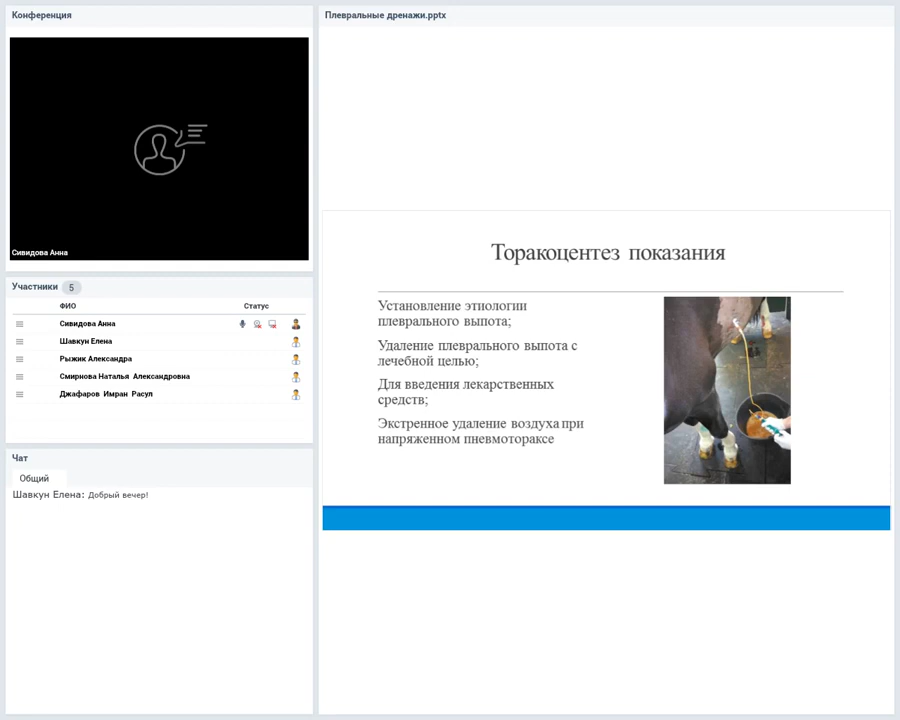 Конференция
Сивидова Анна
Участники 5
ФИО Статус
Сивидова Анна
Шавкун Елена
Рыжик Александра
Смирнова Наталья Александровна
Джафаров Имран Расул
Чат
Общий
Шавкун Елена: Добрый вечер!
Плевральные дренажи.pptx
Торакоцентез показания
Установление этиологии
плеврального выпота;
Удаление плеврального выпота с
лечебной целью;
Для введения лекарственных
средств;
Экстренное удаление воздуха при
напряженном пневмотораксе